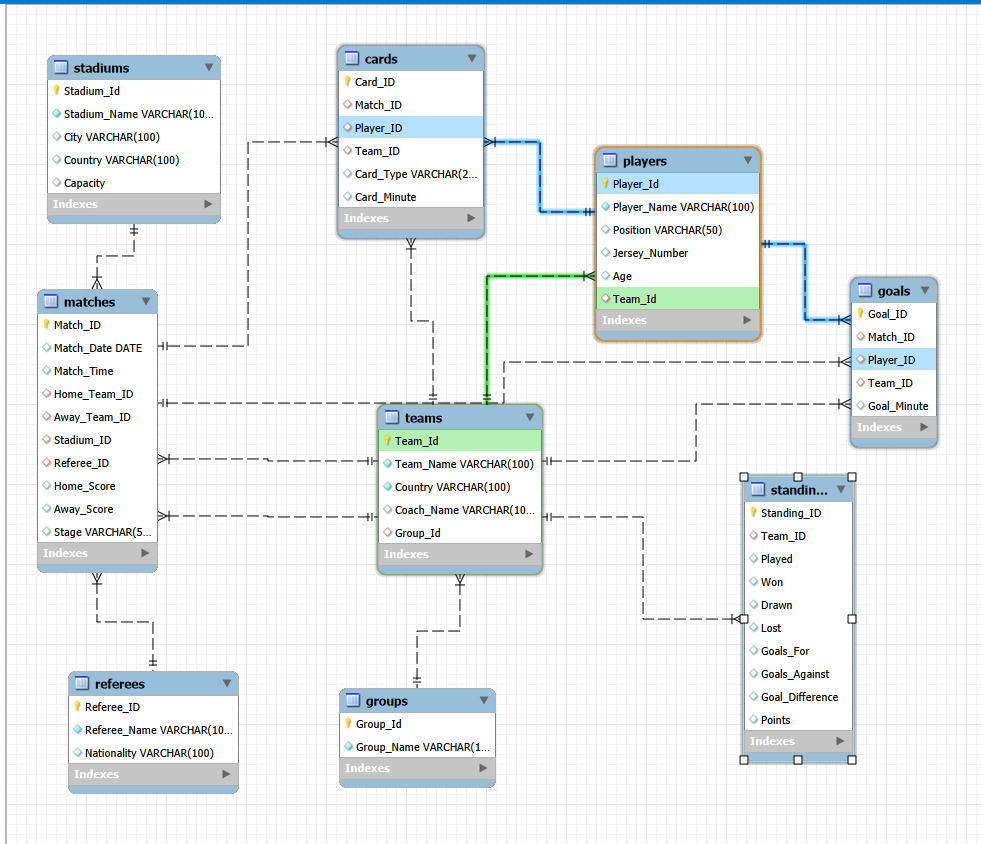 stadiums
Stadium_Id
Stadium_Name VARCHAR(10...
City VARCHAR(100)
Country VARCHAR(100)
Capacity
Indexes
cards
Card_ID
Match_ID
Player_ID
Team_ID
Card_Type VARCHAR(2...
Card_Minute
Indexes
players
Player_Id
Player_Name VARCHAR(100)
Position VARCHAR(50)
Jersey_Number
Age
Team_Id
Indexes
goals
Goal_ID
Match_ID
Player_ID
Team_ID
Goal_Minute
Indexes
matches
Match_ID
Match_Date DATE
Match_Time
Home_Team_ID
Away_Team_ID
Stadium_ID
Referee_ID
Home_Score
Away_Score
Stage VARCHAR(5...
Indexes
teams
Team_Id
Team_Name VARCHAR(100)
Country VARCHAR(100)
Coach_Name VARCHAR(10...
Group_Id
Indexes
standin...
Standing_ID
Team_ID
Played
Won
Drawn
Lost
Goals_For
Goals_Against
Goal_Difference
Points
Indexes
referees
Referee_ID
Referee_Name VARCHAR(10...
Nationality VARCHAR(100)
Indexes
groups
Group_Id
Group_Name VARCHAR(1...
Indexes